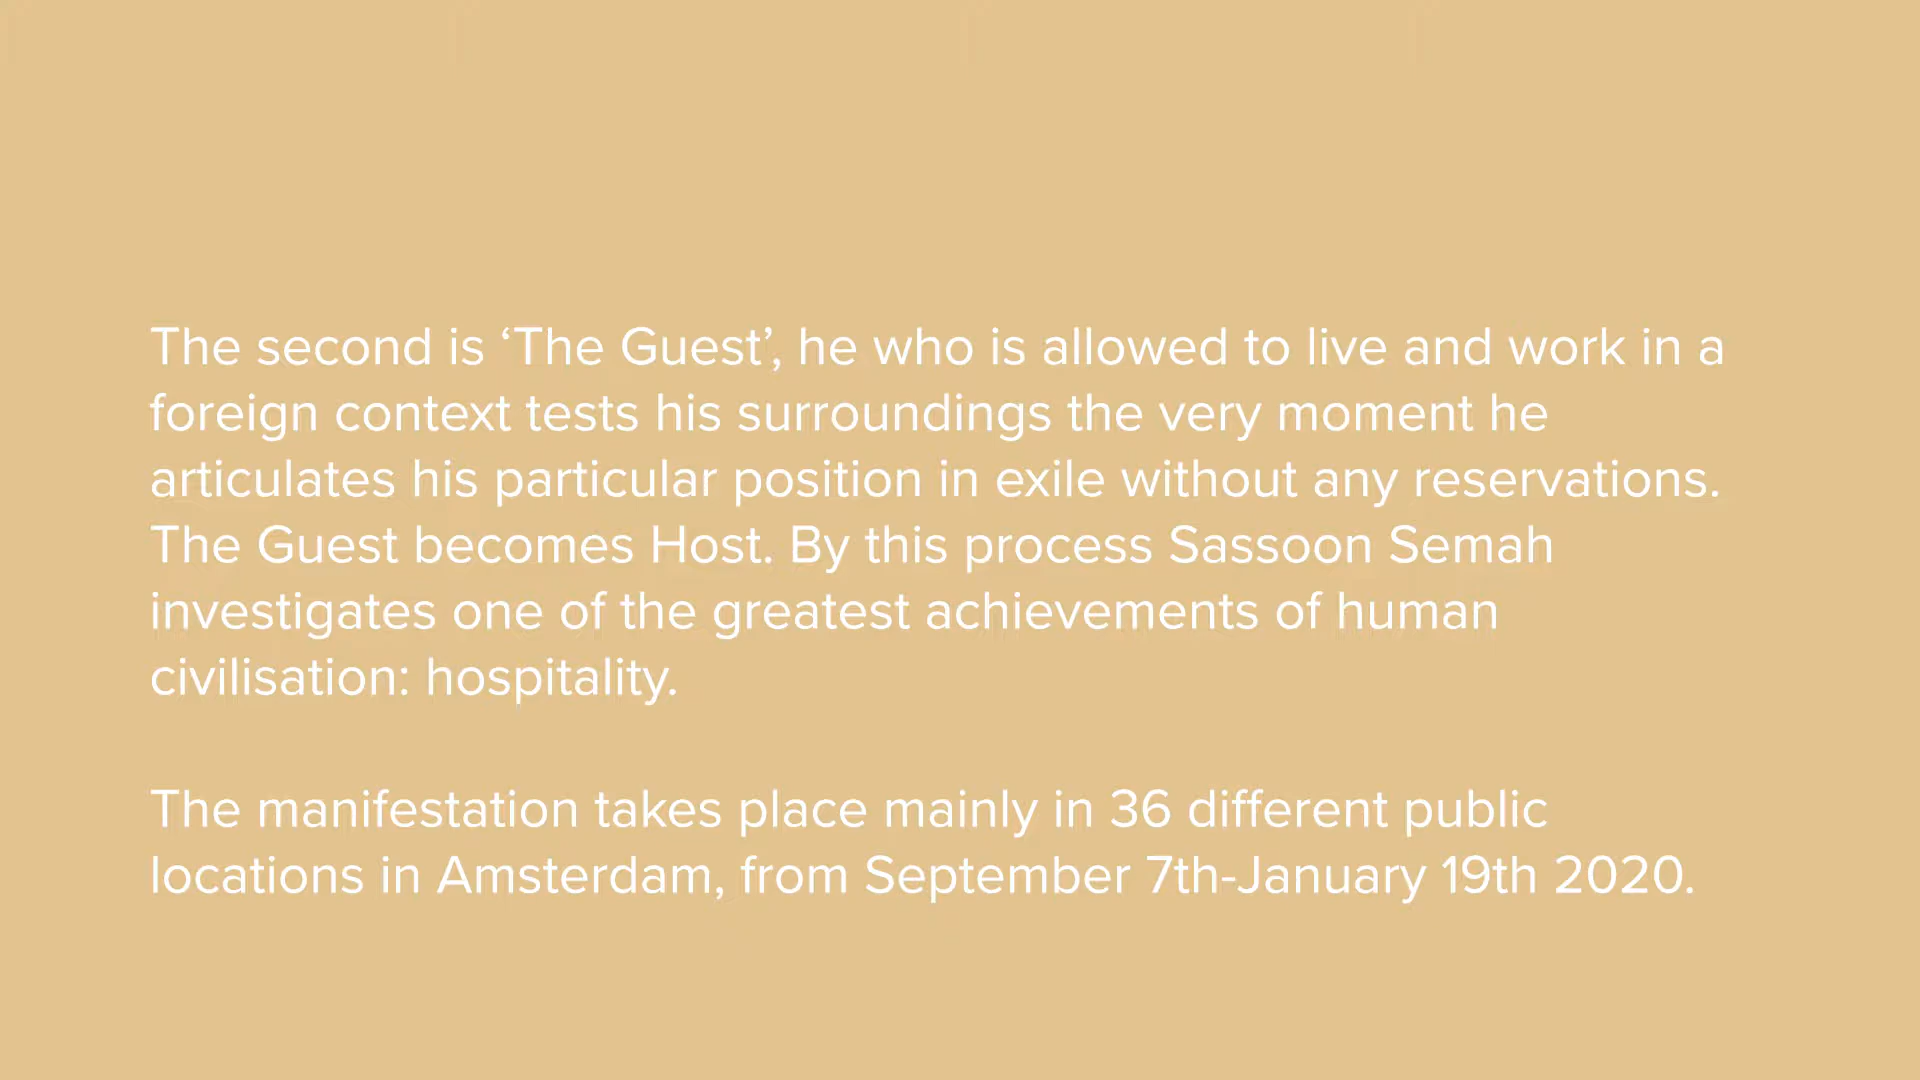 The second is ‘The Guest’, he who is allowed to live and work in a
foreign context tests his surroundings the very moment he
articulates his particular position in exile without any reservations.
The Guest becomes Host. By this process Sassoon Semah
investigates one of the greatest achievements of human
civilisation: hospitality.
The manifestation takes place mainly in 36 different public
locations in Amsterdam, from September 7th-January 19th 2020.